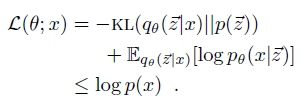 ℒ(θ; x) = −KL(q_θ(z⃗|x)||p(z⃗))
+ 𝔼_{q_θ(z⃗|x)}[log p_θ(x|z⃗)]
≤ log p(x) .